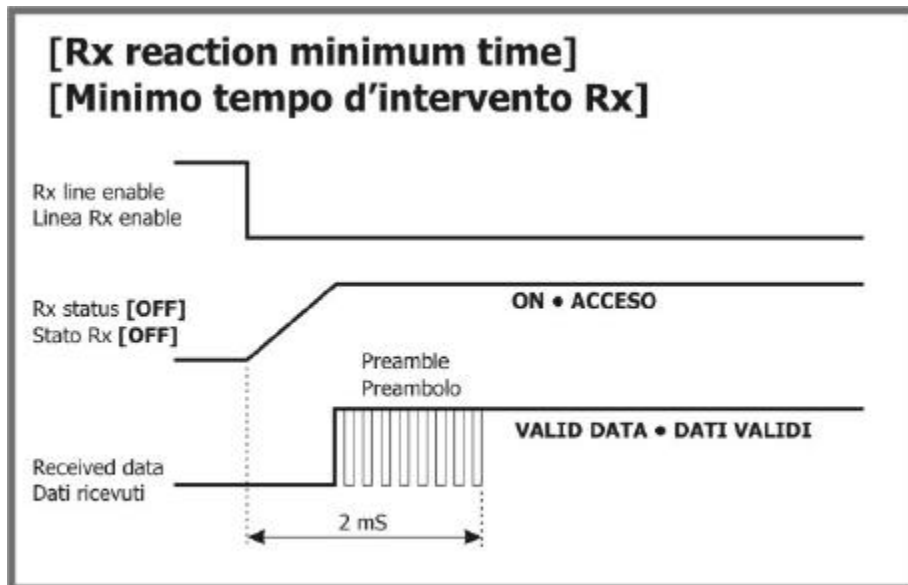 [Rx reaction minimum time]
[Minimo tempo d'intervento Rx]
Rx line enable
Linea Rx enable
Rx status [OFF]
Stato Rx [OFF]
ON • ACCESO
Preamble
Preambolo
VALID DATA • DATI VALIDI
Received data
Dati ricevuti
2 mS